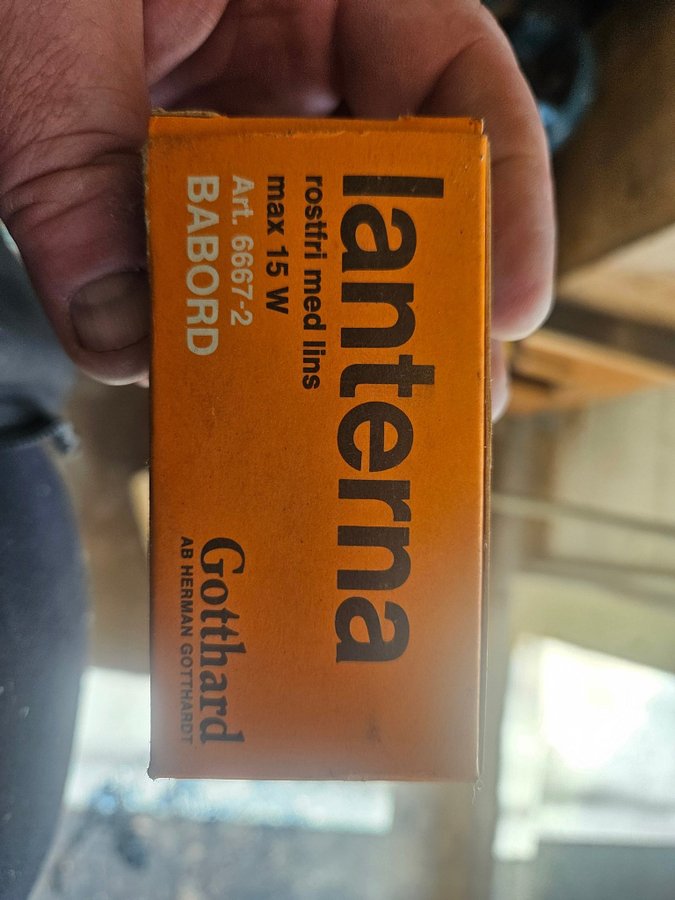 lanterna
rostfri med lins
max 15 W
Art. 6667-2
BABORD
Gotthard
AB HERMAN GOTTHARDT